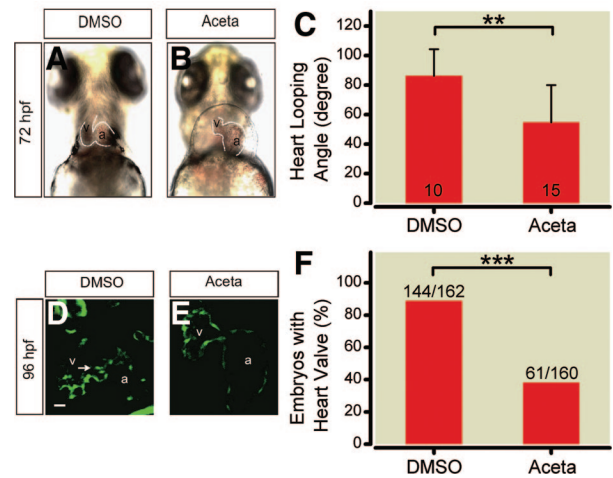 DMSO
Aceta
72 hpf
A
v
a
B
v
a
C
Heart Looping
Angle (degree)
120
100
80
60
40
20
0
**
10
15
DMSO
Aceta
DMSO
Aceta
96 hpf
D
v
a
E
v
a
F
Embryos with
Heart Valve (%)
80
60
40
20
0
***
144/162
61/160
DMSO
Aceta